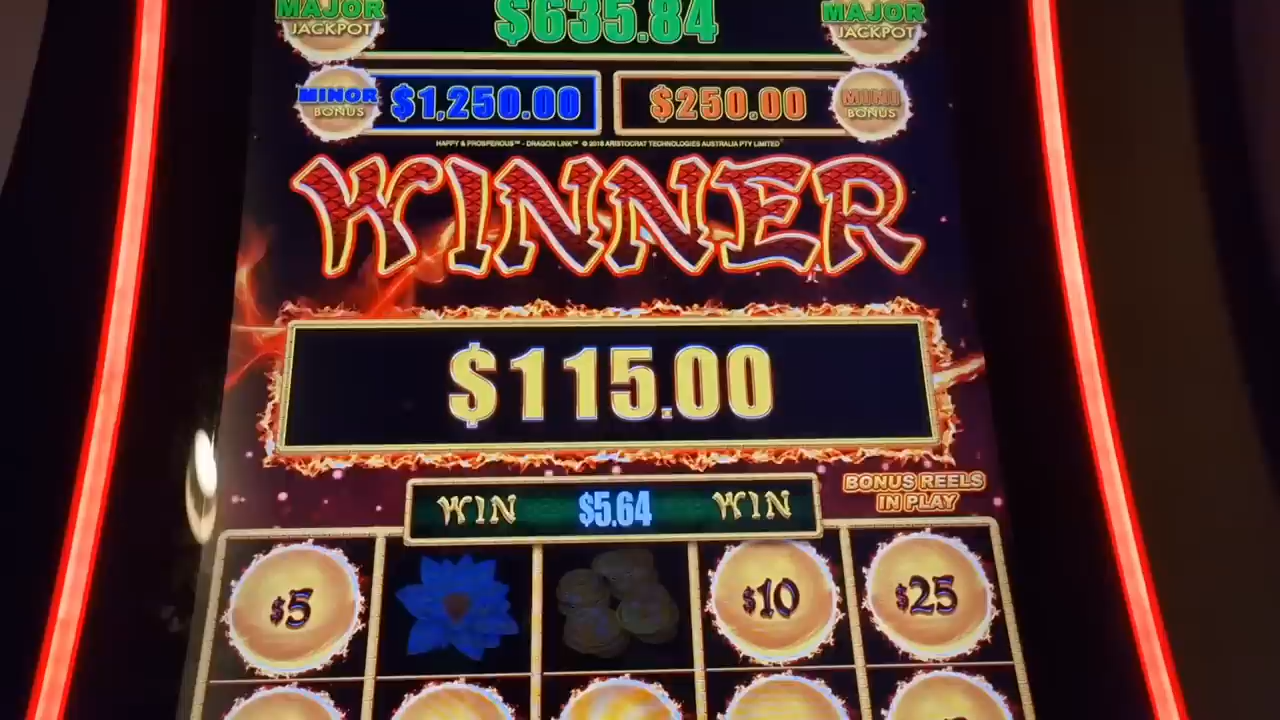 MAJOR
JACKPOT
$635.84
MAJOR
JACKPOT
MINOR
BONUS
$1,250.00
$250.00
MINI
BONUS
HAPPY & PROSPEROUS™ - DRAGON LINK™ © 2018 ARISTOCRAT TECHNOLOGIES AUSTRALIA PTY LIMITED
WINNER
$115.00
WIN $5.64 WIN
BONUS REELS
IN PLAY
$5
$10
$25